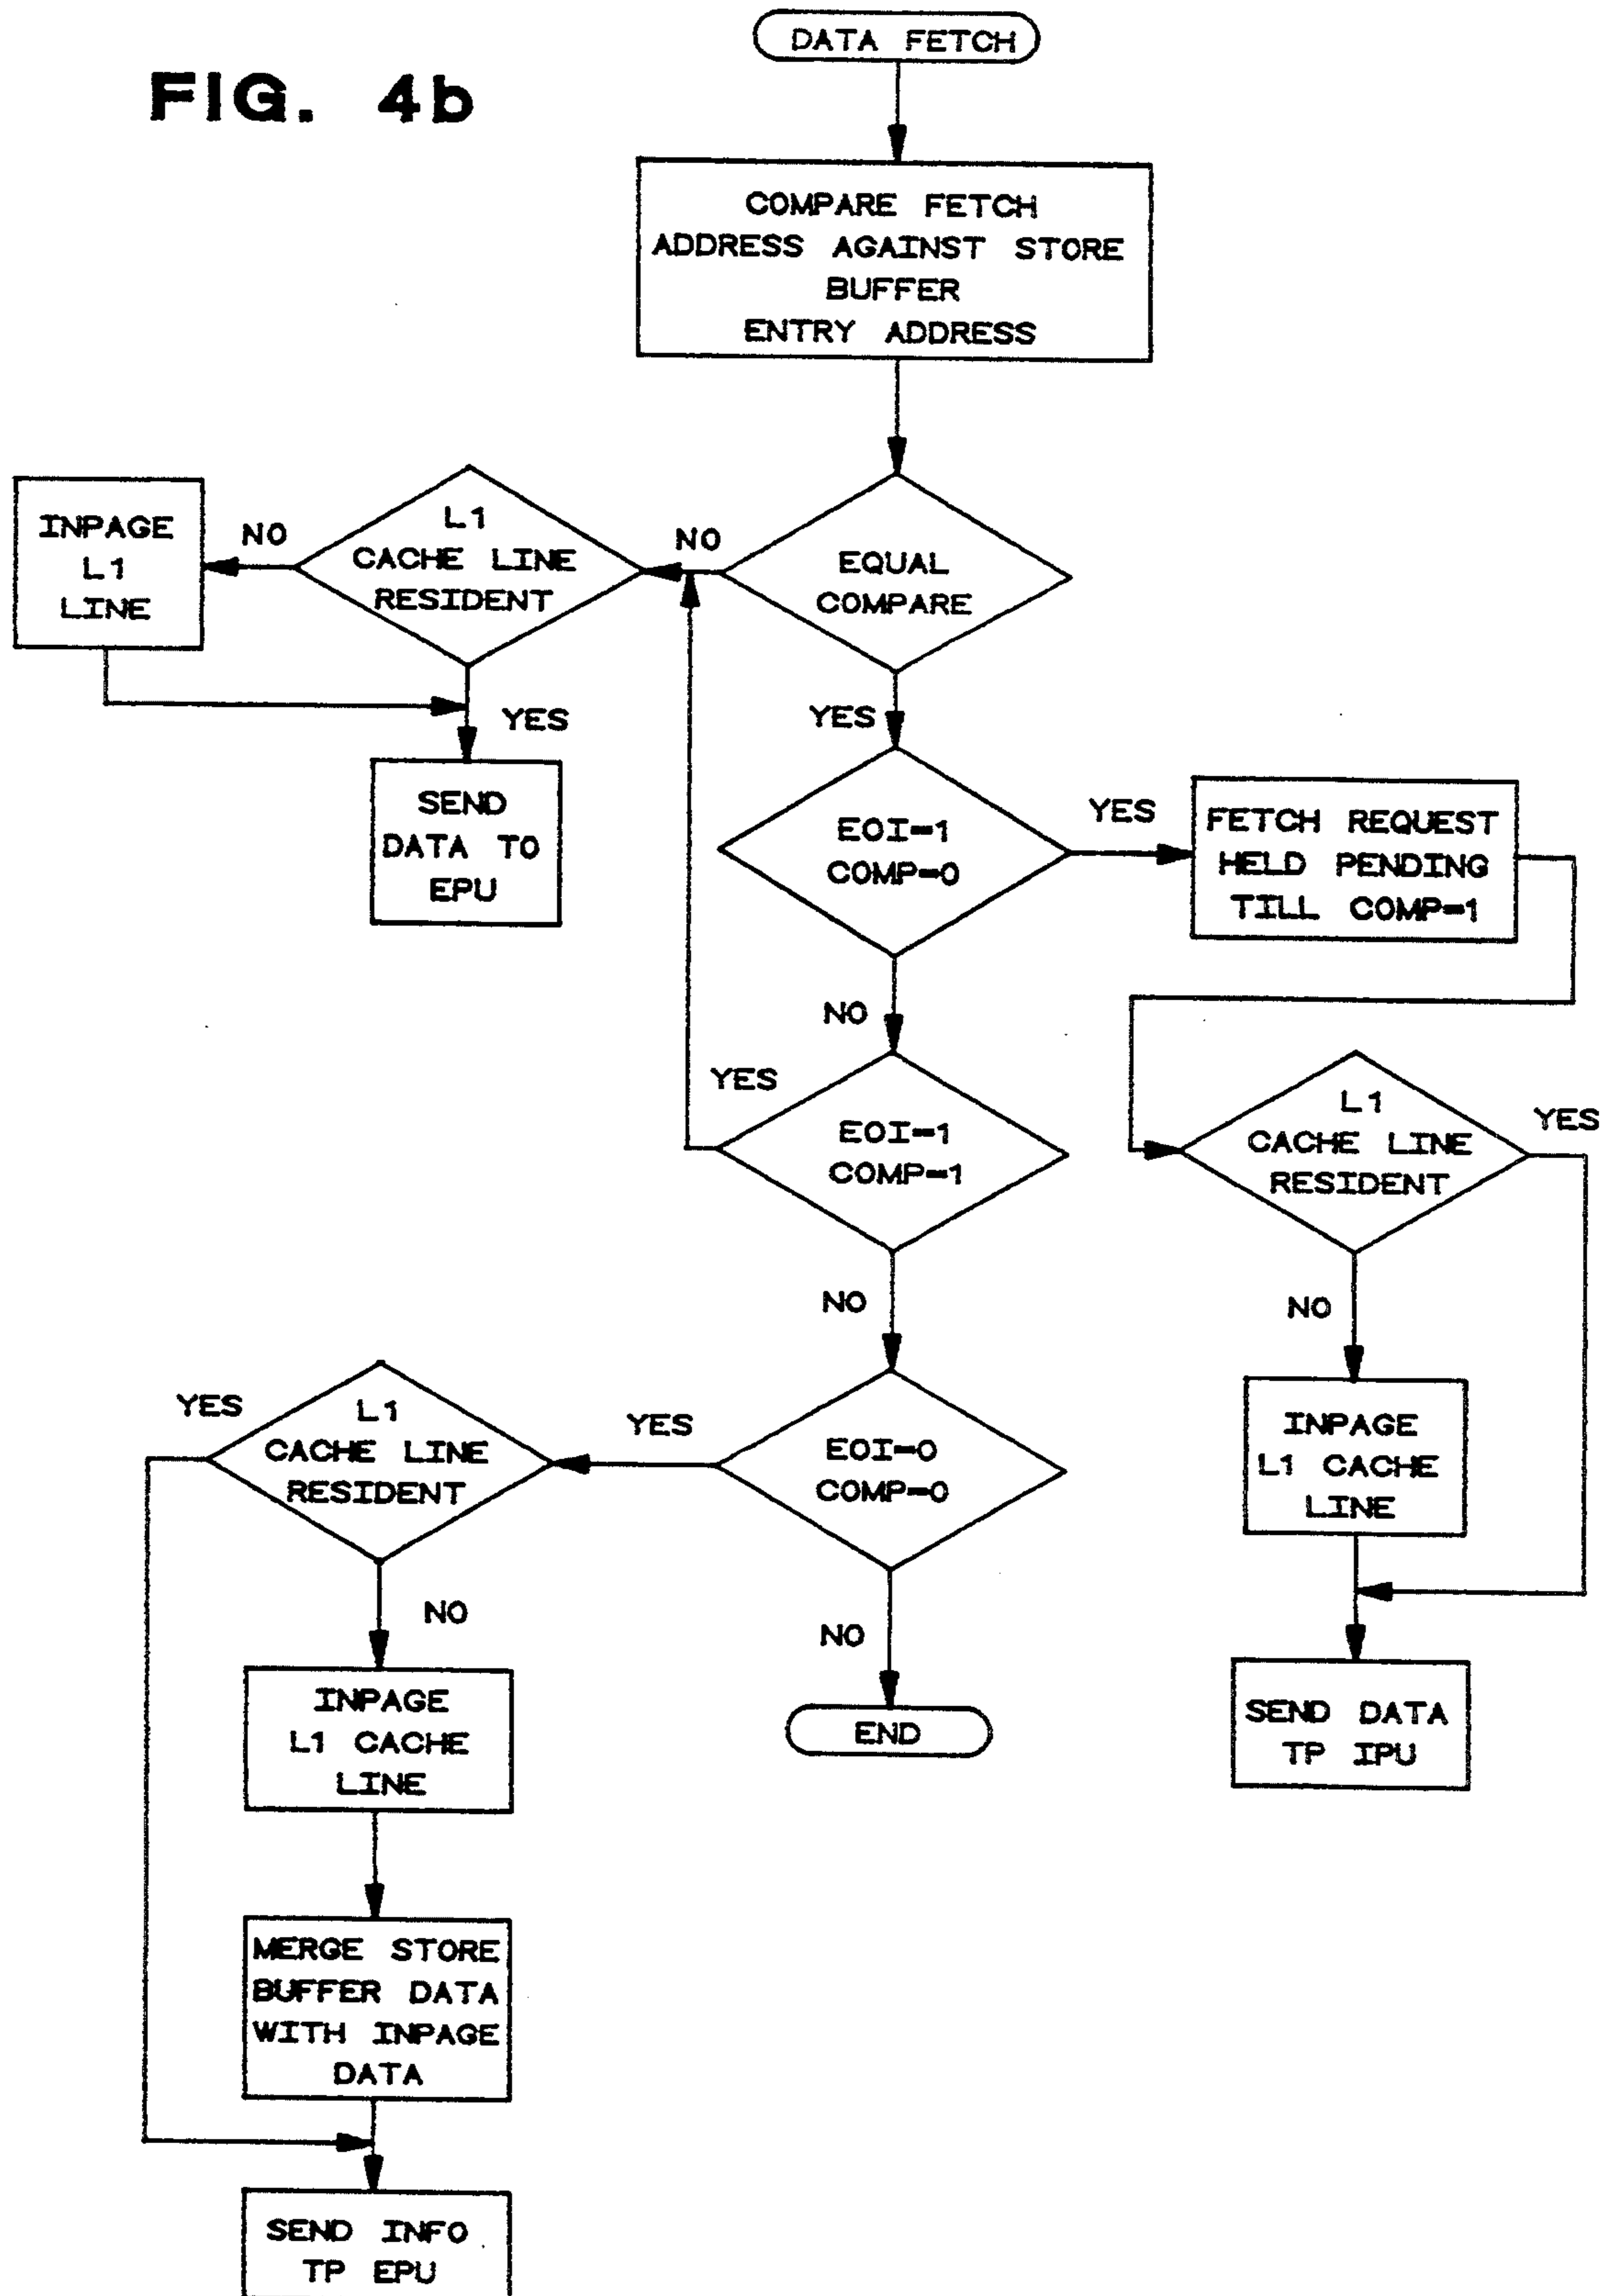 FIG. 4b
DATA FETCH
COMPARE FETCH
ADDRESS AGAINST STORE
BUFFER
ENTRY ADDRESS
EQUAL
COMPARE
NO
L1
CACHE LINE
RESIDENT
NO
INPAGE
L1
LINE
YES
SEND
DATA TO
EPU
YES
EOI=1
COMP=0
YES
FETCH REQUEST
HELD PENDING
TILL COMP=1
NO
EOI=1
COMP=1
YES
L1
CACHE LINE
RESIDENT
YES
NO
INPAGE
L1 CACHE
LINE
SEND DATA
TP IPU
NO
EOI=0
COMP=0
YES
L1
CACHE LINE
RESIDENT
YES
NO
INPAGE
L1 CACHE
LINE
MERGE STORE
BUFFER DATA
WITH INPAGE
DATA
SEND INFO
TP EPU
NO
END